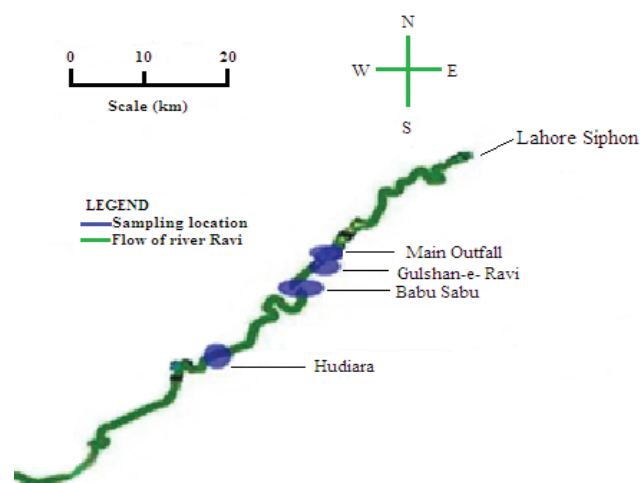 N
0 10 20
W E
Scale (km)
S
Lahore Siphon
LEGEND
Sampling location
Flow of river Ravi
Main Outfall
Gulshan-e- Ravi
Babu Sabu
Hudiara